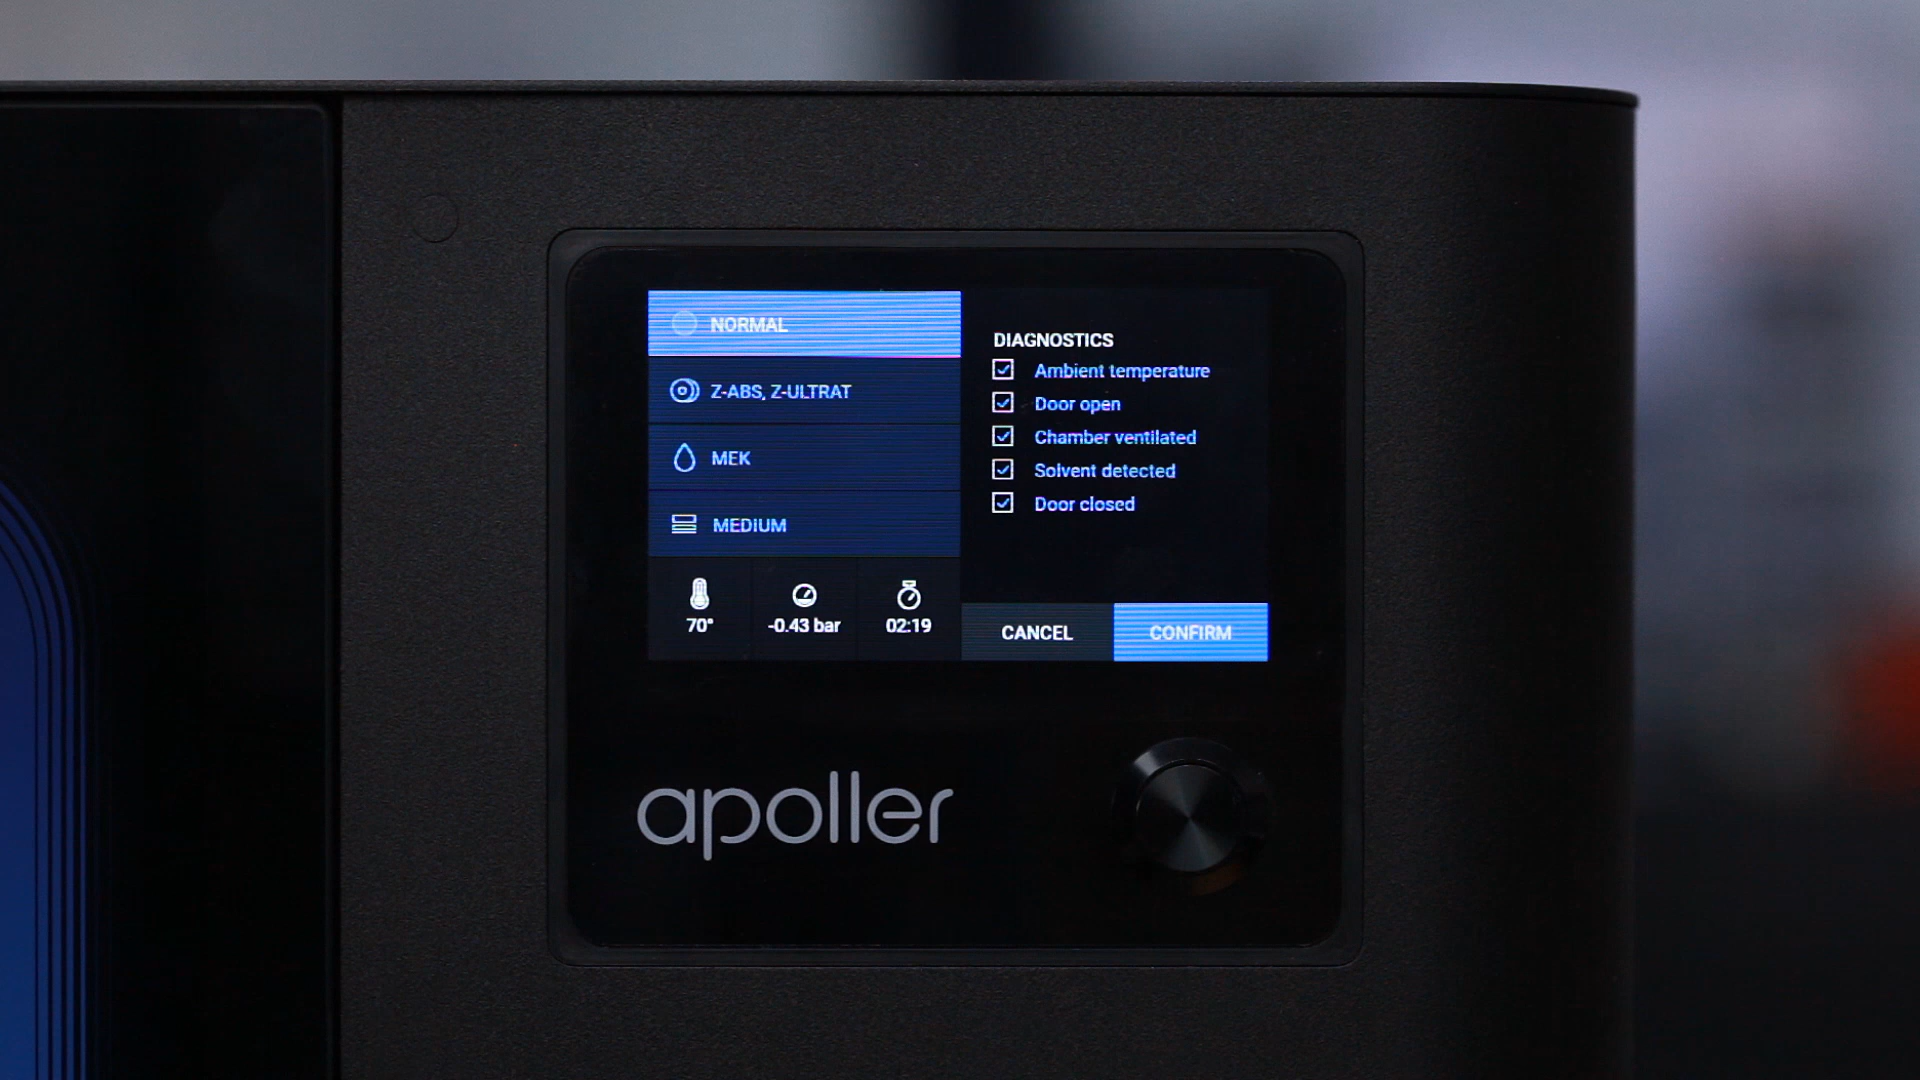 NORMAL
Z-ABS, Z-ULTRAT
MEK
MEDIUM
70°
-0.43 bar
02:19
DIAGNOSTICS
Ambient temperature
Door open
Chamber ventilated
Solvent detected
Door closed
CANCEL
CONFIRM
apoller